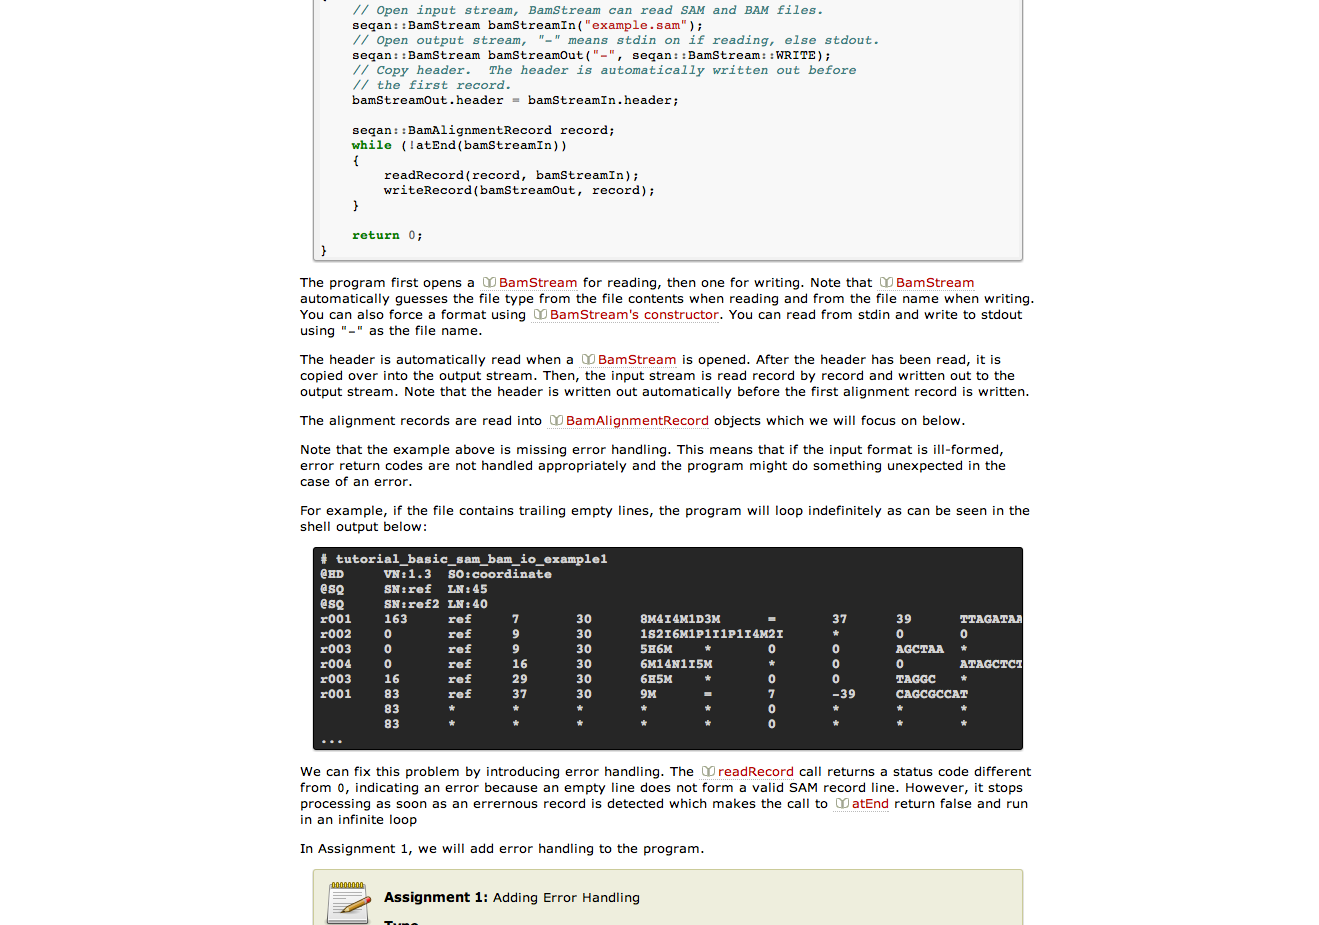 // Open input stream, BamStream can read SAM and BAM files.
seqan::BamStream bamStreamIn("example.sam");
// Open output stream, "-" means stdin on if reading, else stdout.
seqan::BamStream bamStreamOut("-", seqan::BamStream::WRITE);
// Copy header.  The header is automatically written out before
// the first record.
bamStreamOut.header = bamStreamIn.header;
seqan::BamAlignmentRecord record;
while (!atEnd(bamStreamIn))
{
readRecord(record, bamStreamIn);
writeRecord(bamStreamOut, record);
}
return 0;
}
The program first opens a BamStream for reading, then one for writing. Note that BamStream
automatically guesses the file type from the file contents when reading and from the file name when writing.
You can also force a format using BamStream's constructor. You can read from stdin and write to stdout
using "-" as the file name.
The header is automatically read when a BamStream is opened. After the header has been read, it is
copied over into the output stream. Then, the input stream is read record by record and written out to the
output stream. Note that the header is written out automatically before the first alignment record is written.
The alignment records are read into BamAlignmentRecord objects which we will focus on below.
Note that the example above is missing error handling. This means that if the input format is ill-formed,
error return codes are not handled appropriately and the program might do something unexpected in the
case of an error.
For example, if the file contains trailing empty lines, the program will loop indefinitely as can be seen in the
shell output below:
# tutorial_basic_sam_bam_io_example1
@HD VN:1.3 SO:coordinate
@SQ SN:ref LN:45
@SQ SN:ref2 LN:40
r001 163 ref 7 30 8M4I4M1D3M = 37 39 TTAGATAA
r002 0 ref 9 30 1S2I6M1P1I1P1I4M2I * 0 0
r003 0 ref 9 30 5H6M * 0 0 AGCTAA *
r004 0 ref 16 30 6M14N1I5M * 0 0 ATAGCTCT
r003 16 ref 29 30 6H5M * 0 0 TAGGC *
r001 83 ref 37 30 9M = 7 -39 CAGCGCCAT
83 * * * * * 0 * * *
83 * * * * * 0 * * *
...
We can fix this problem by introducing error handling. The readRecord call returns a status code different
from 0, indicating an error because an empty line does not form a valid SAM record line. However, it stops
processing as soon as an errernous record is detected which makes the call to atEnd return false and run
in an infinite loop
In Assignment 1, we will add error handling to the program.
Assignment 1: Adding Error Handling
Type